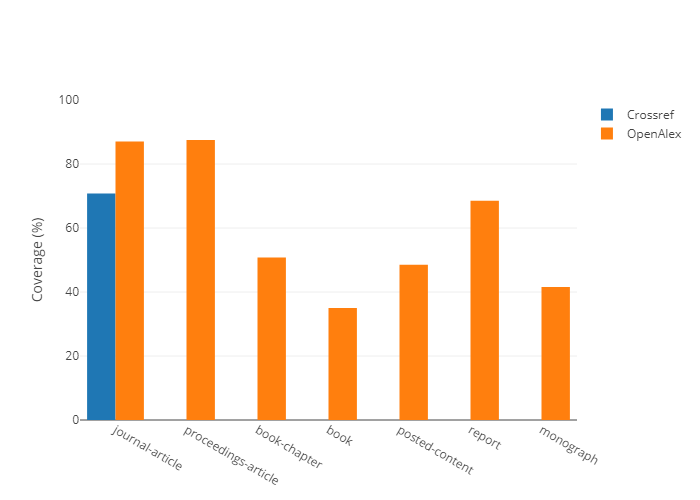 100
80
60
40
20
0
Coverage (%)
journal-article
proceedings-article
book-chapter
book
posted-content
report
monograph
Crossref
OpenAlex